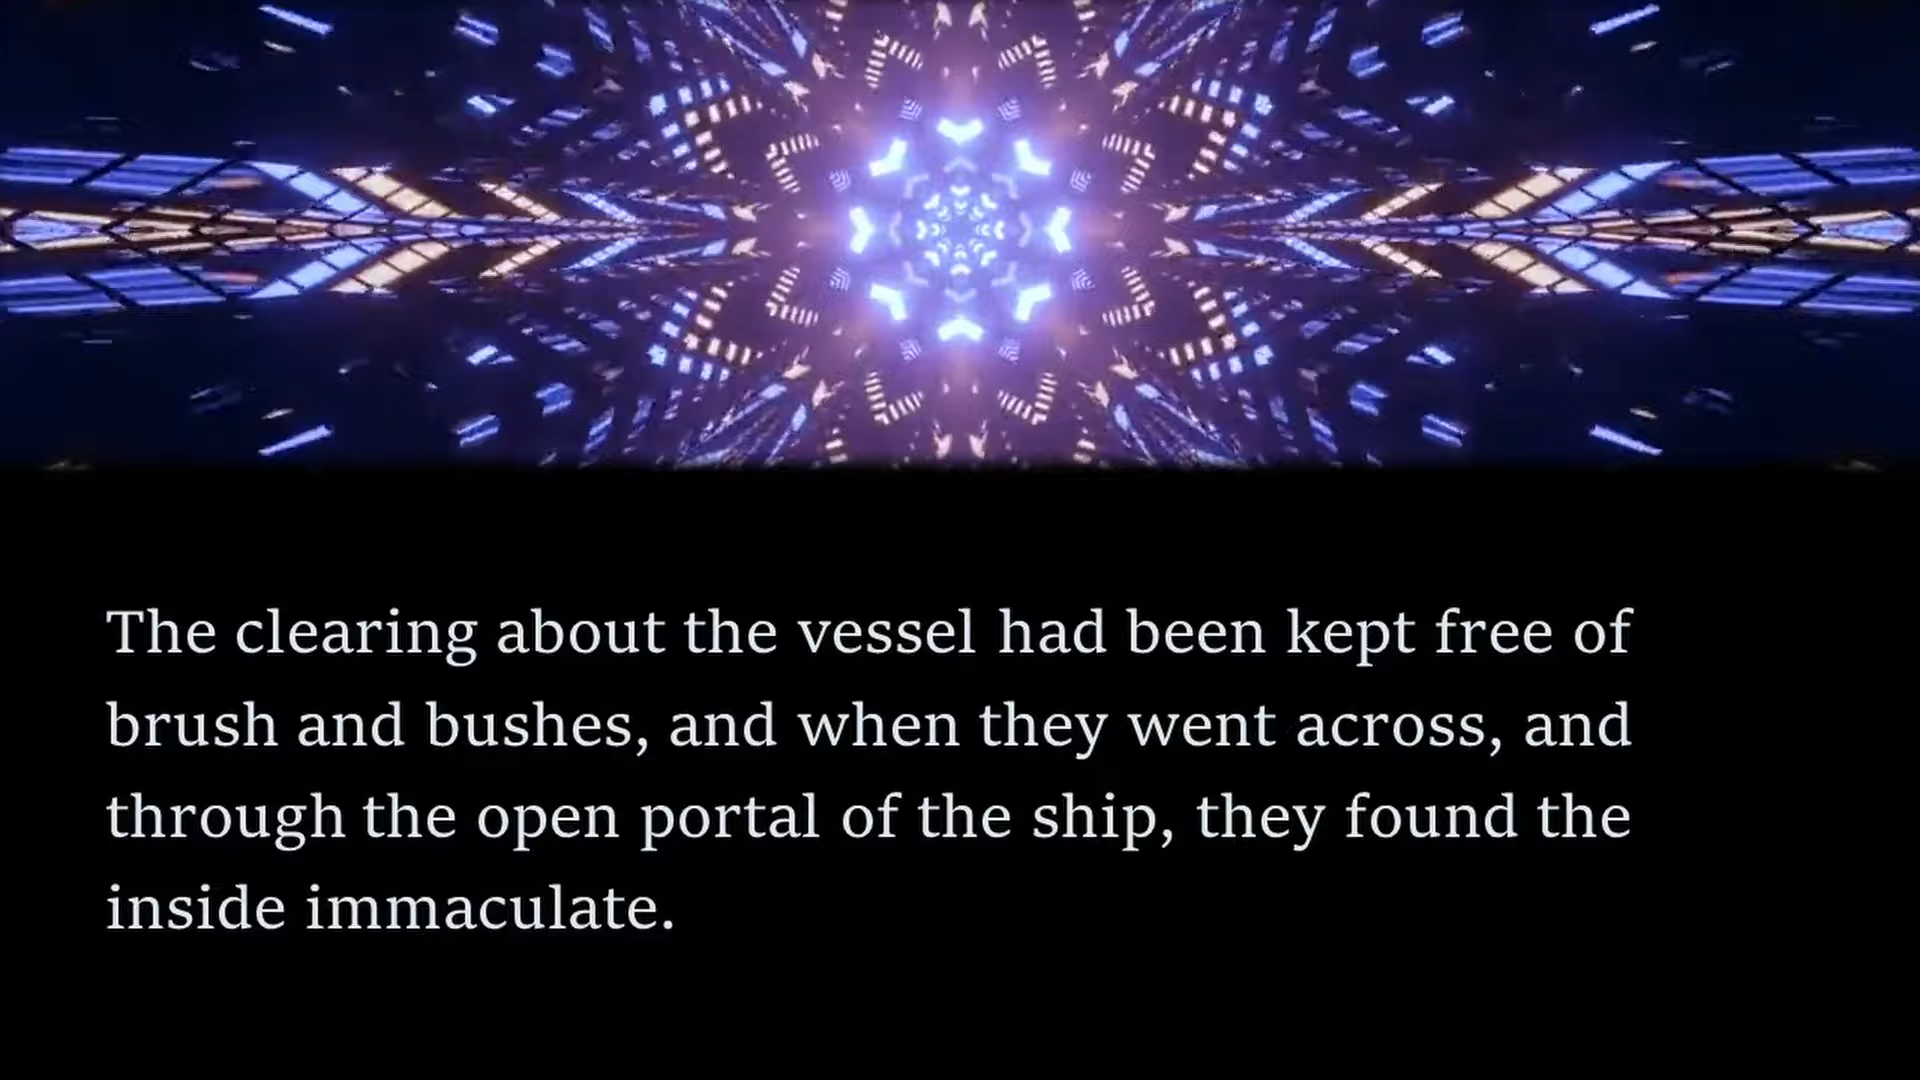 The clearing about the vessel had been kept free of
brush and bushes, and when they went across, and
through the open portal of the ship, they found the
inside immaculate.